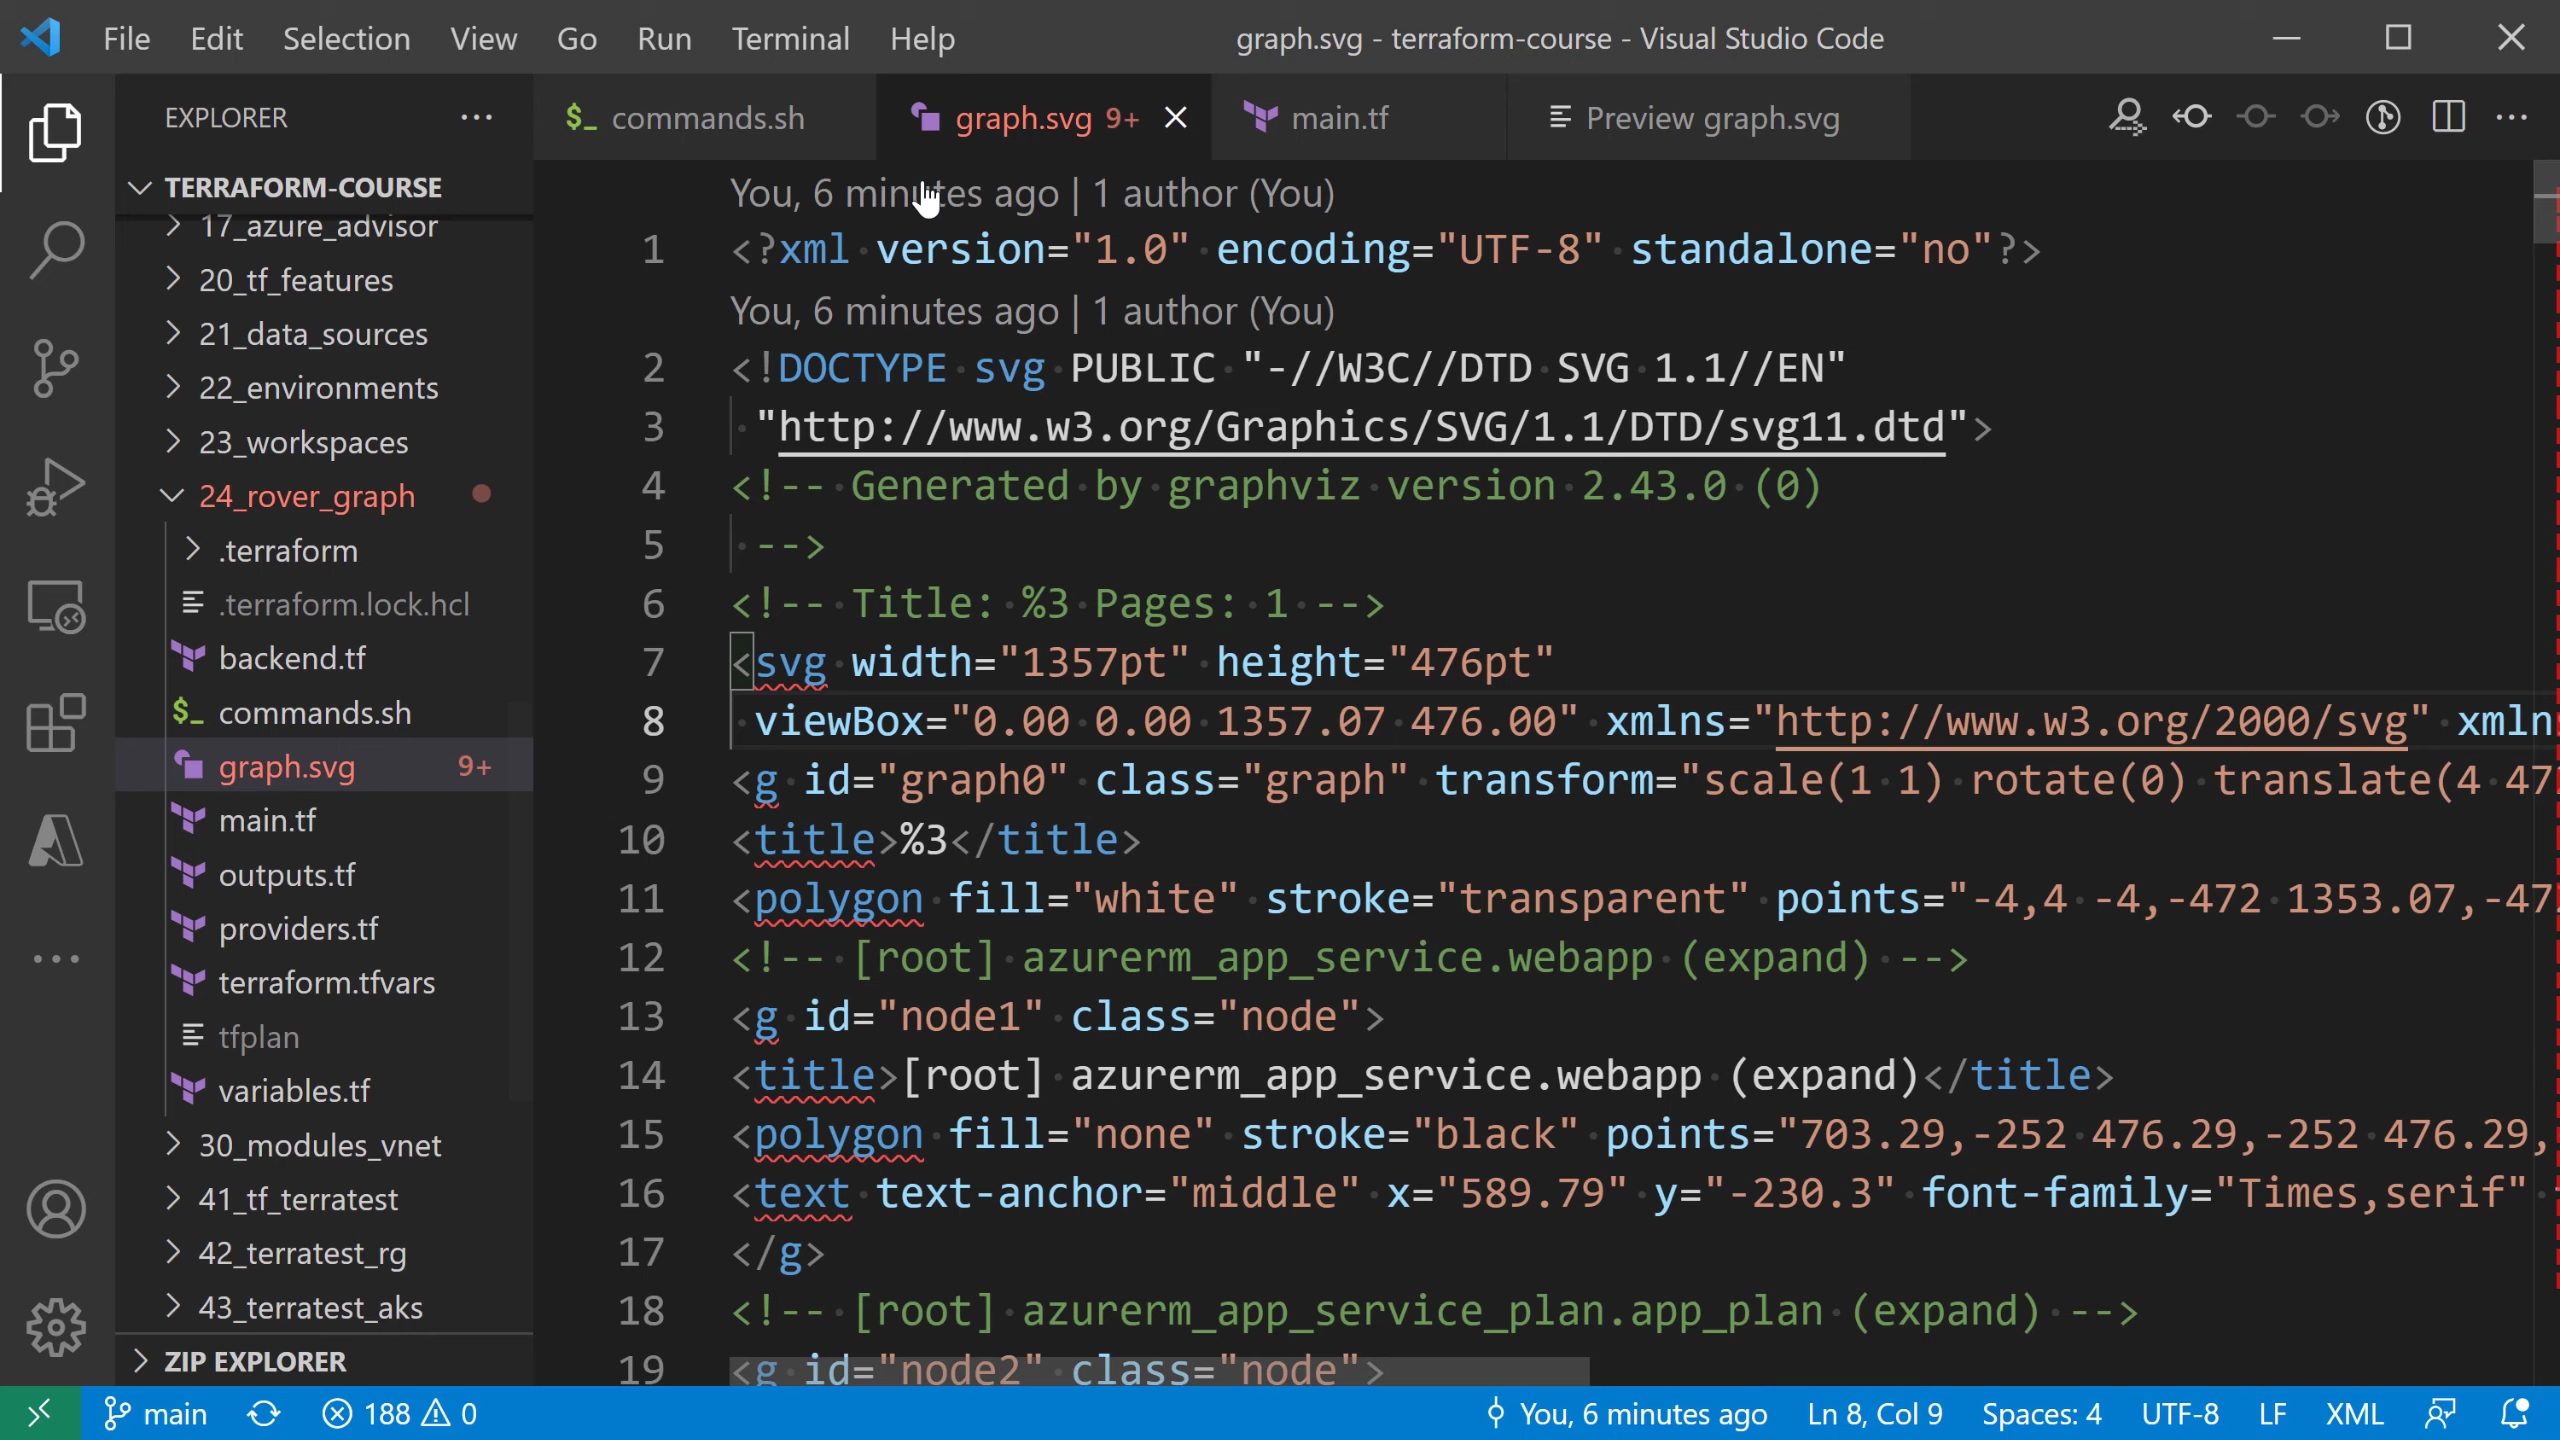 File Edit Selection View Go Run Terminal Help graph.svg - terraform-course - Visual Studio Code
EXPLORER
TERRAFORM-COURSE
17_azure_advisor
20_tf_features
21_data_sources
22_environments
23_workspaces
24_rover_graph
.terraform
.terraform.lock.hcl
backend.tf
commands.sh
graph.svg 9+
main.tf
outputs.tf
providers.tf
terraform.tfvars
tfplan
variables.tf
30_modules_vnet
41_tf_terratest
42_terratest_rg
43_terratest_aks
ZIP EXPLORER
commands.sh graph.svg 9+ main.tf Preview graph.svg
You, 6 minutes ago | 1 author (You)
1 <?xml version="1.0" encoding="UTF-8" standalone="no"?>
You, 6 minutes ago | 1 author (You)
2 <!DOCTYPE svg PUBLIC "-//W3C//DTD SVG 1.1//EN"
3 "http://www.w3.org/Graphics/SVG/1.1/DTD/svg11.dtd">
4 <!-- Generated by graphviz version 2.43.0 (0)
5 -->
6 <!-- Title: %3 Pages: 1 -->
7 <svg width="1357pt" height="476pt"
8 viewBox="0.00 0.00 1357.07 476.00" xmlns="http://www.w3.org/2000/svg" xmln
9 <g id="graph0" class="graph" transform="scale(1 1) rotate(0) translate(4 47
10 <title>%3</title>
11 <polygon fill="white" stroke="transparent" points="-4,4 -4,-472 1353.07,-47
12 <!-- [root] azurerm_app_service.webapp (expand) -->
13 <g id="node1" class="node">
14 <title>[root] azurerm_app_service.webapp (expand)</title>
15 <polygon fill="none" stroke="black" points="703.29,-252 476.29,-252 476.29,
16 <text text-anchor="middle" x="589.79" y="-230.3" font-family="Times,serif"
17 </g>
18 <!-- [root] azurerm_app_service_plan.app_plan (expand) -->
19 <g id="node2" class="node">
main 188 0 You, 6 minutes ago Ln 8, Col 9 Spaces: 4 UTF-8 LF XML